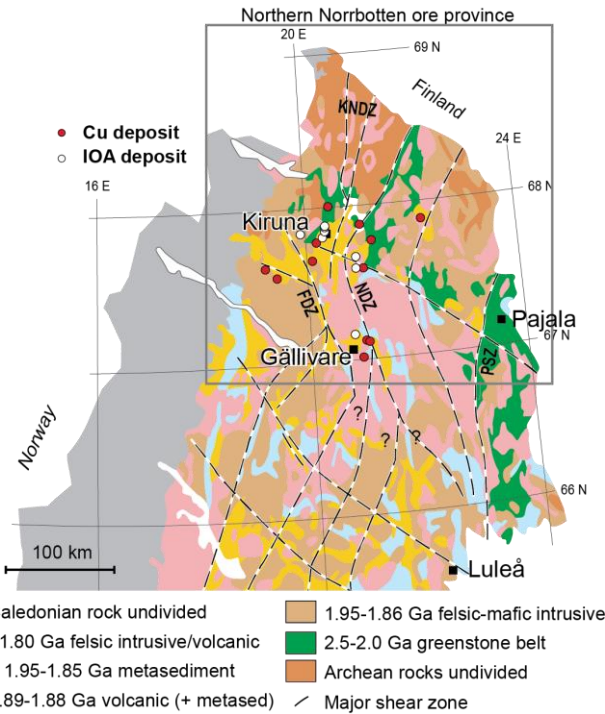 Northern Norrbotten ore province
20 E
69 N
Finland
KNDZ
24 E
Cu deposit
IOA deposit
16 E
68 N
Kiruna
FDZ
NDZ
Pajala
67 N
Gällivare
PSZ
Norway
?
?
?
66 N
100 km
Luleå
aledonian rock undivided
1.80 Ga felsic intrusive/volcanic
1.95-1.85 Ga metasediment
.89-1.88 Ga volcanic (+ metased)
1.95-1.86 Ga felsic-mafic intrusive
2.5-2.0 Ga greenstone belt
Archean rocks undivided
Major shear zone